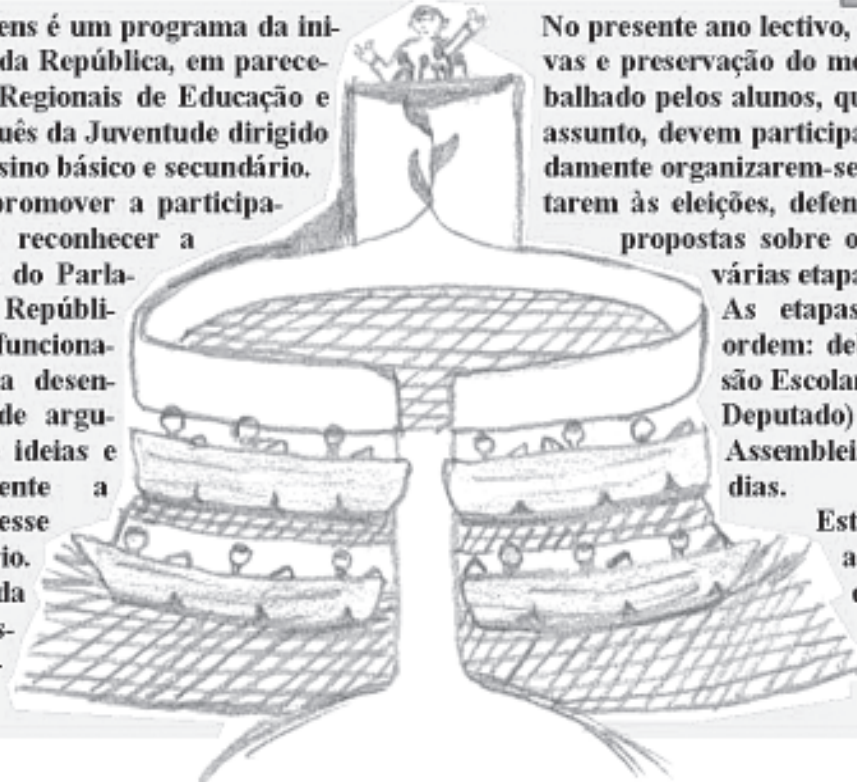 ens é um programa da ini-
da República, em parece-
Regionais de Educação e
uês da Juventude dirigido
sino básico e secundário.
promover a participa-
reconhecer a
do Parla-
Repúbli-
funciona-
a desen-
de argu-
ideias e
ente a
esse
rio.
da
s-
No presente ano lectivo,
vas e preservação do me
balhado pelos alunos, qu
assunto, devem participa
damente organizarem-se
tarem às eleições, defen
propostas sobre o
várias etapa
As etapas
ordem: del
são Escolar
Deputado)
Assemblei
dias.
Est
a